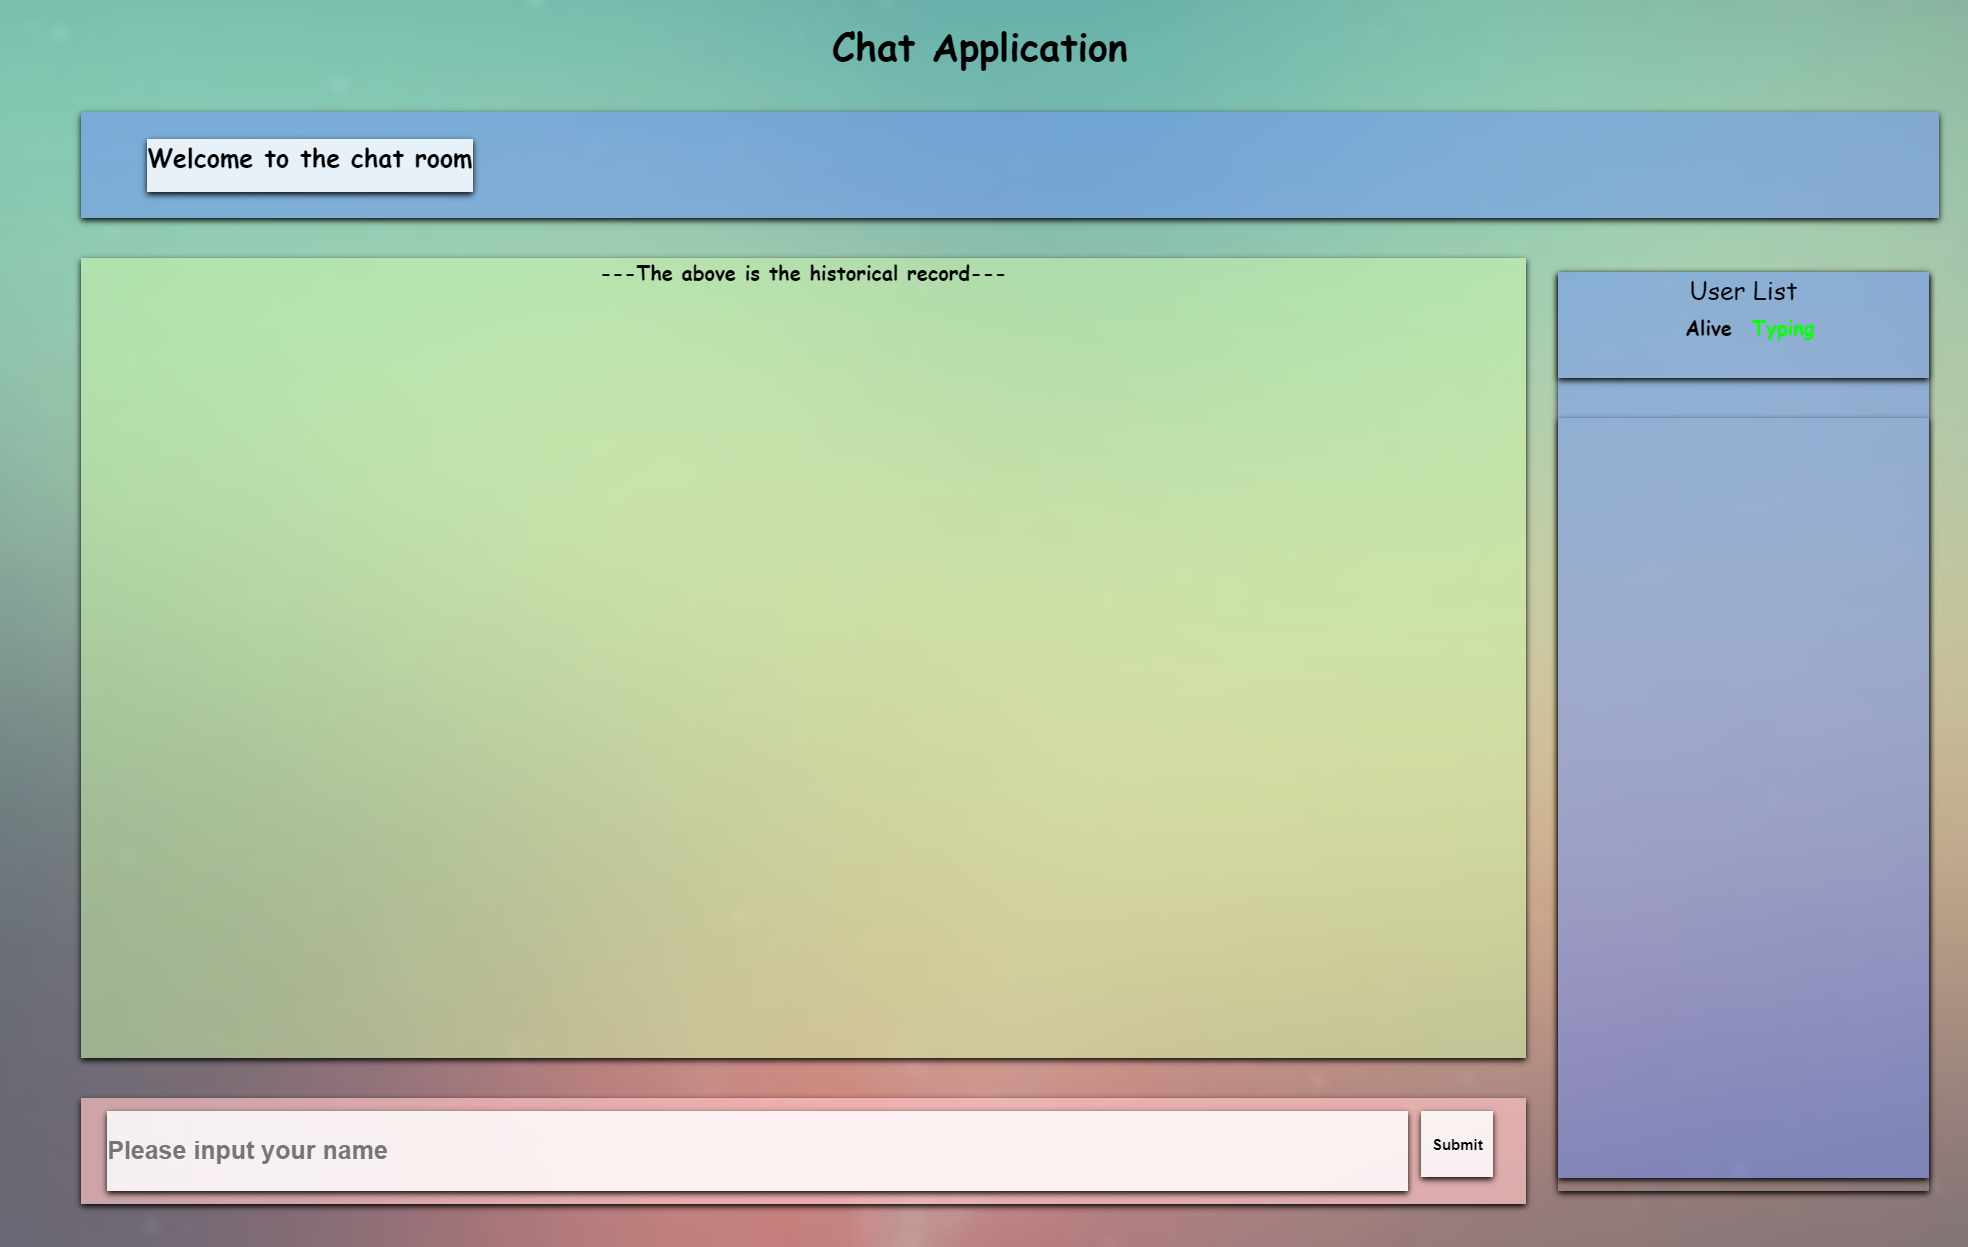 Chat Application
Welcome to the chat room
---The above is the historical record---
User List
Alive Typing
Please input your name
Submit